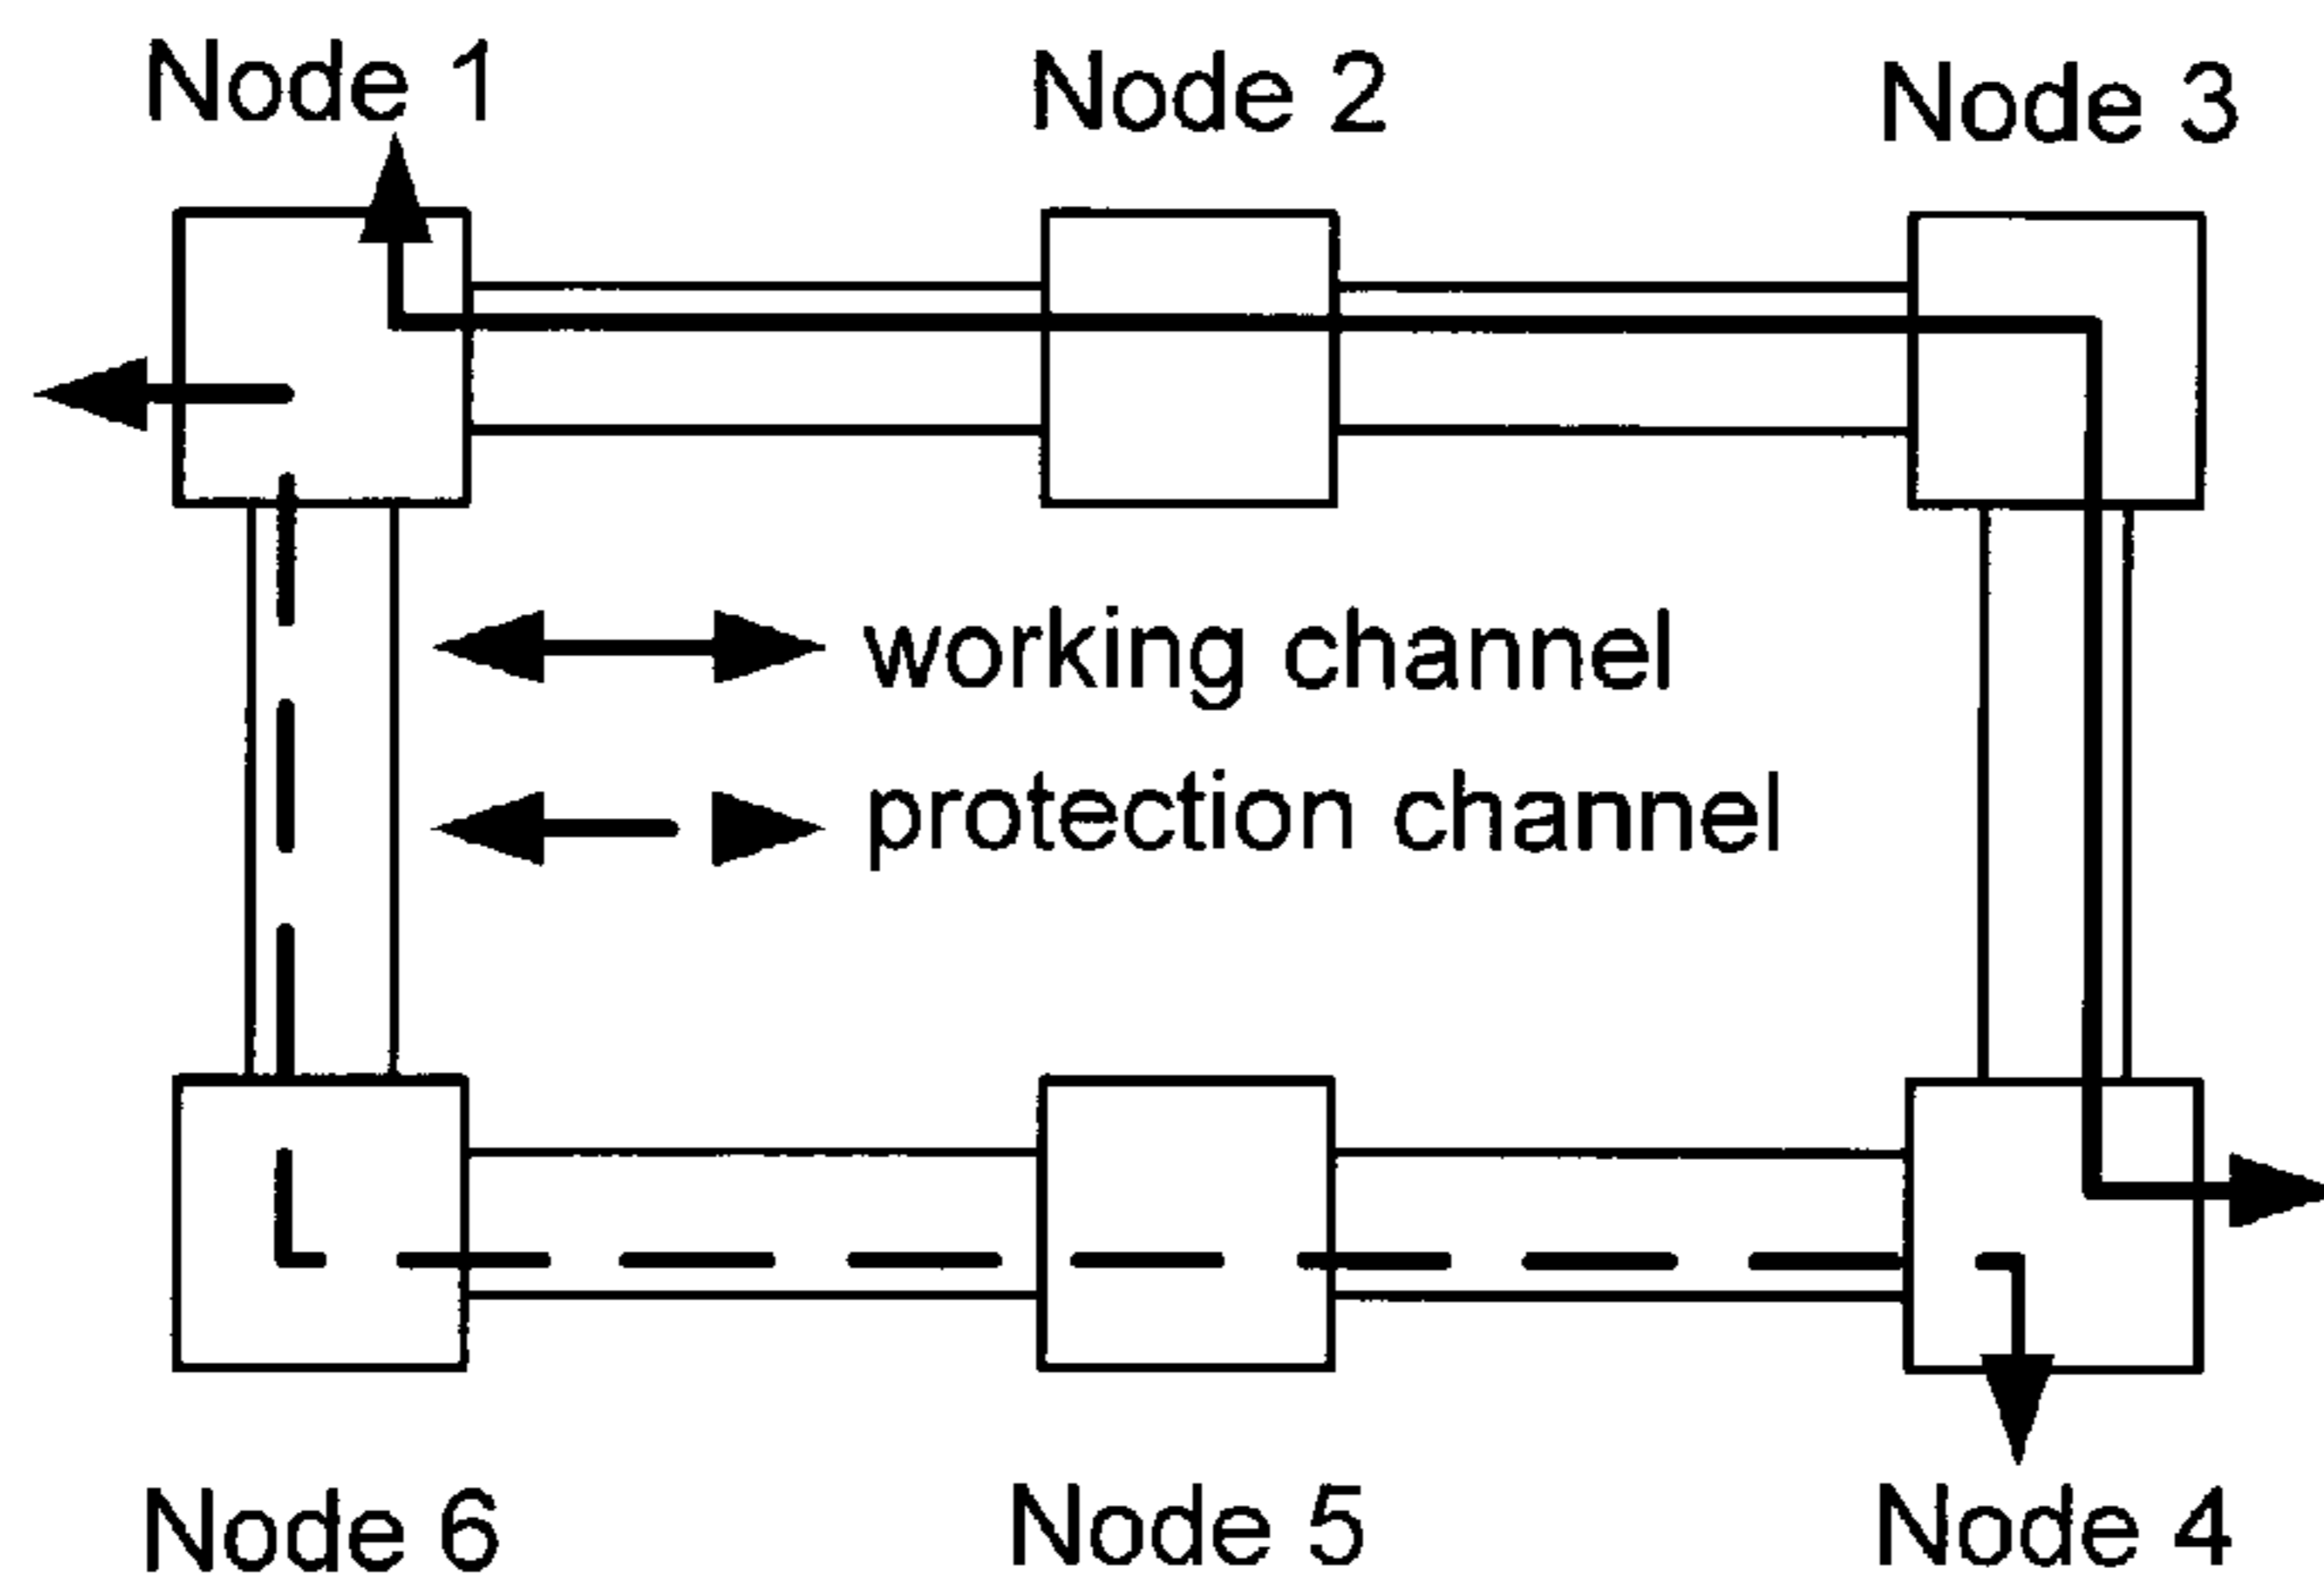 Node 1
Node 2
Node 3
working channel
protection channel
Node 6
Node 5
Node 4